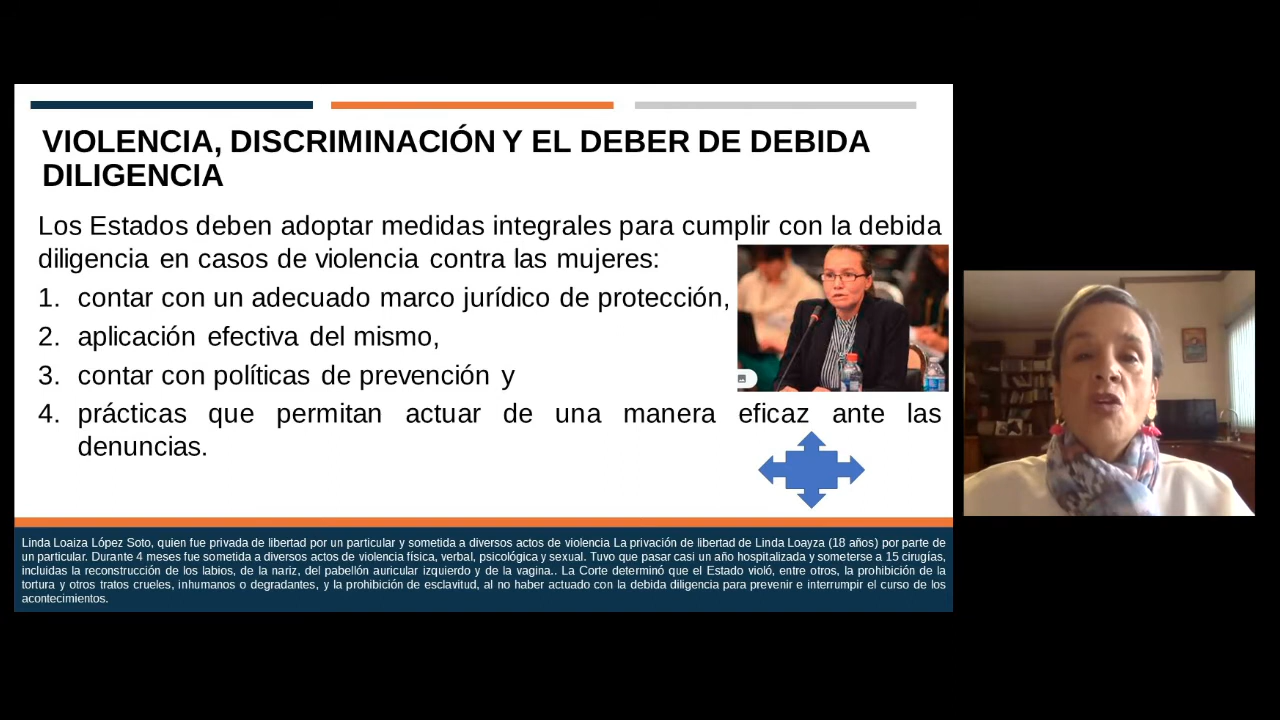 VIOLENCIA, DISCRIMINACIÓN Y EL DEBER DE DEBIDA
DILIGENCIA
Los Estados deben adoptar medidas integrales para cumplir con la debida
diligencia en casos de violencia contra las mujeres:
1. contar con un adecuado marco jurídico de protección,
2. aplicación efectiva del mismo,
3. contar con políticas de prevención y
4. prácticas que permitan actuar de una manera eficaz ante las
denuncias.
Linda Loaiza López Soto, quien fue privada de libertad por un particular y sometida a diversos actos de violencia La privación de libertad de Linda Loayza (18 años) por parte de
un particular. Durante 4 meses fue sometida a diversos actos de violencia física, verbal, psicológica y sexual. Tuvo que pasar casi un año hospitalizada y someterse a 15 cirugías,
incluidas la reconstrucción de los labios, de la nariz, del pabellón auricular izquierdo y de la vagina.. La Corte determinó que el Estado violó, entre otros, la prohibición de la
tortura y otros tratos crueles, inhumanos o degradantes, y la prohibición de esclavitud, al no haber actuado con la debida diligencia para prevenir e interrumpir el curso de los
acontecimientos.